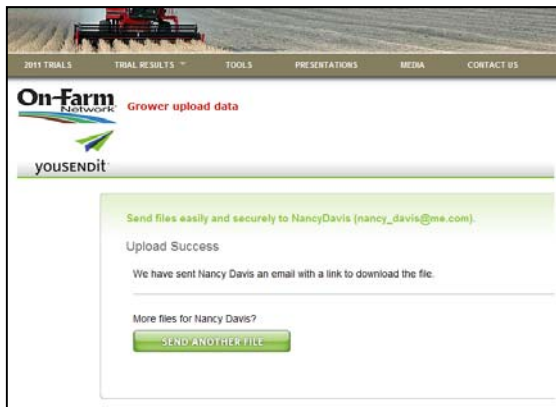 2011 TRIALS TRIAL RESULTS TOOLS PRESENTATIONS MEDIA CONTACT US
On-Farm
Network
Grower upload data
YOUSENDit
Send files easily and securely to NancyDavis (nancy_davis@me.com).
Upload Success
We have sent Nancy Davis an email with a link to download the file.
More files for Nancy Davis?
SEND ANOTHER FILE